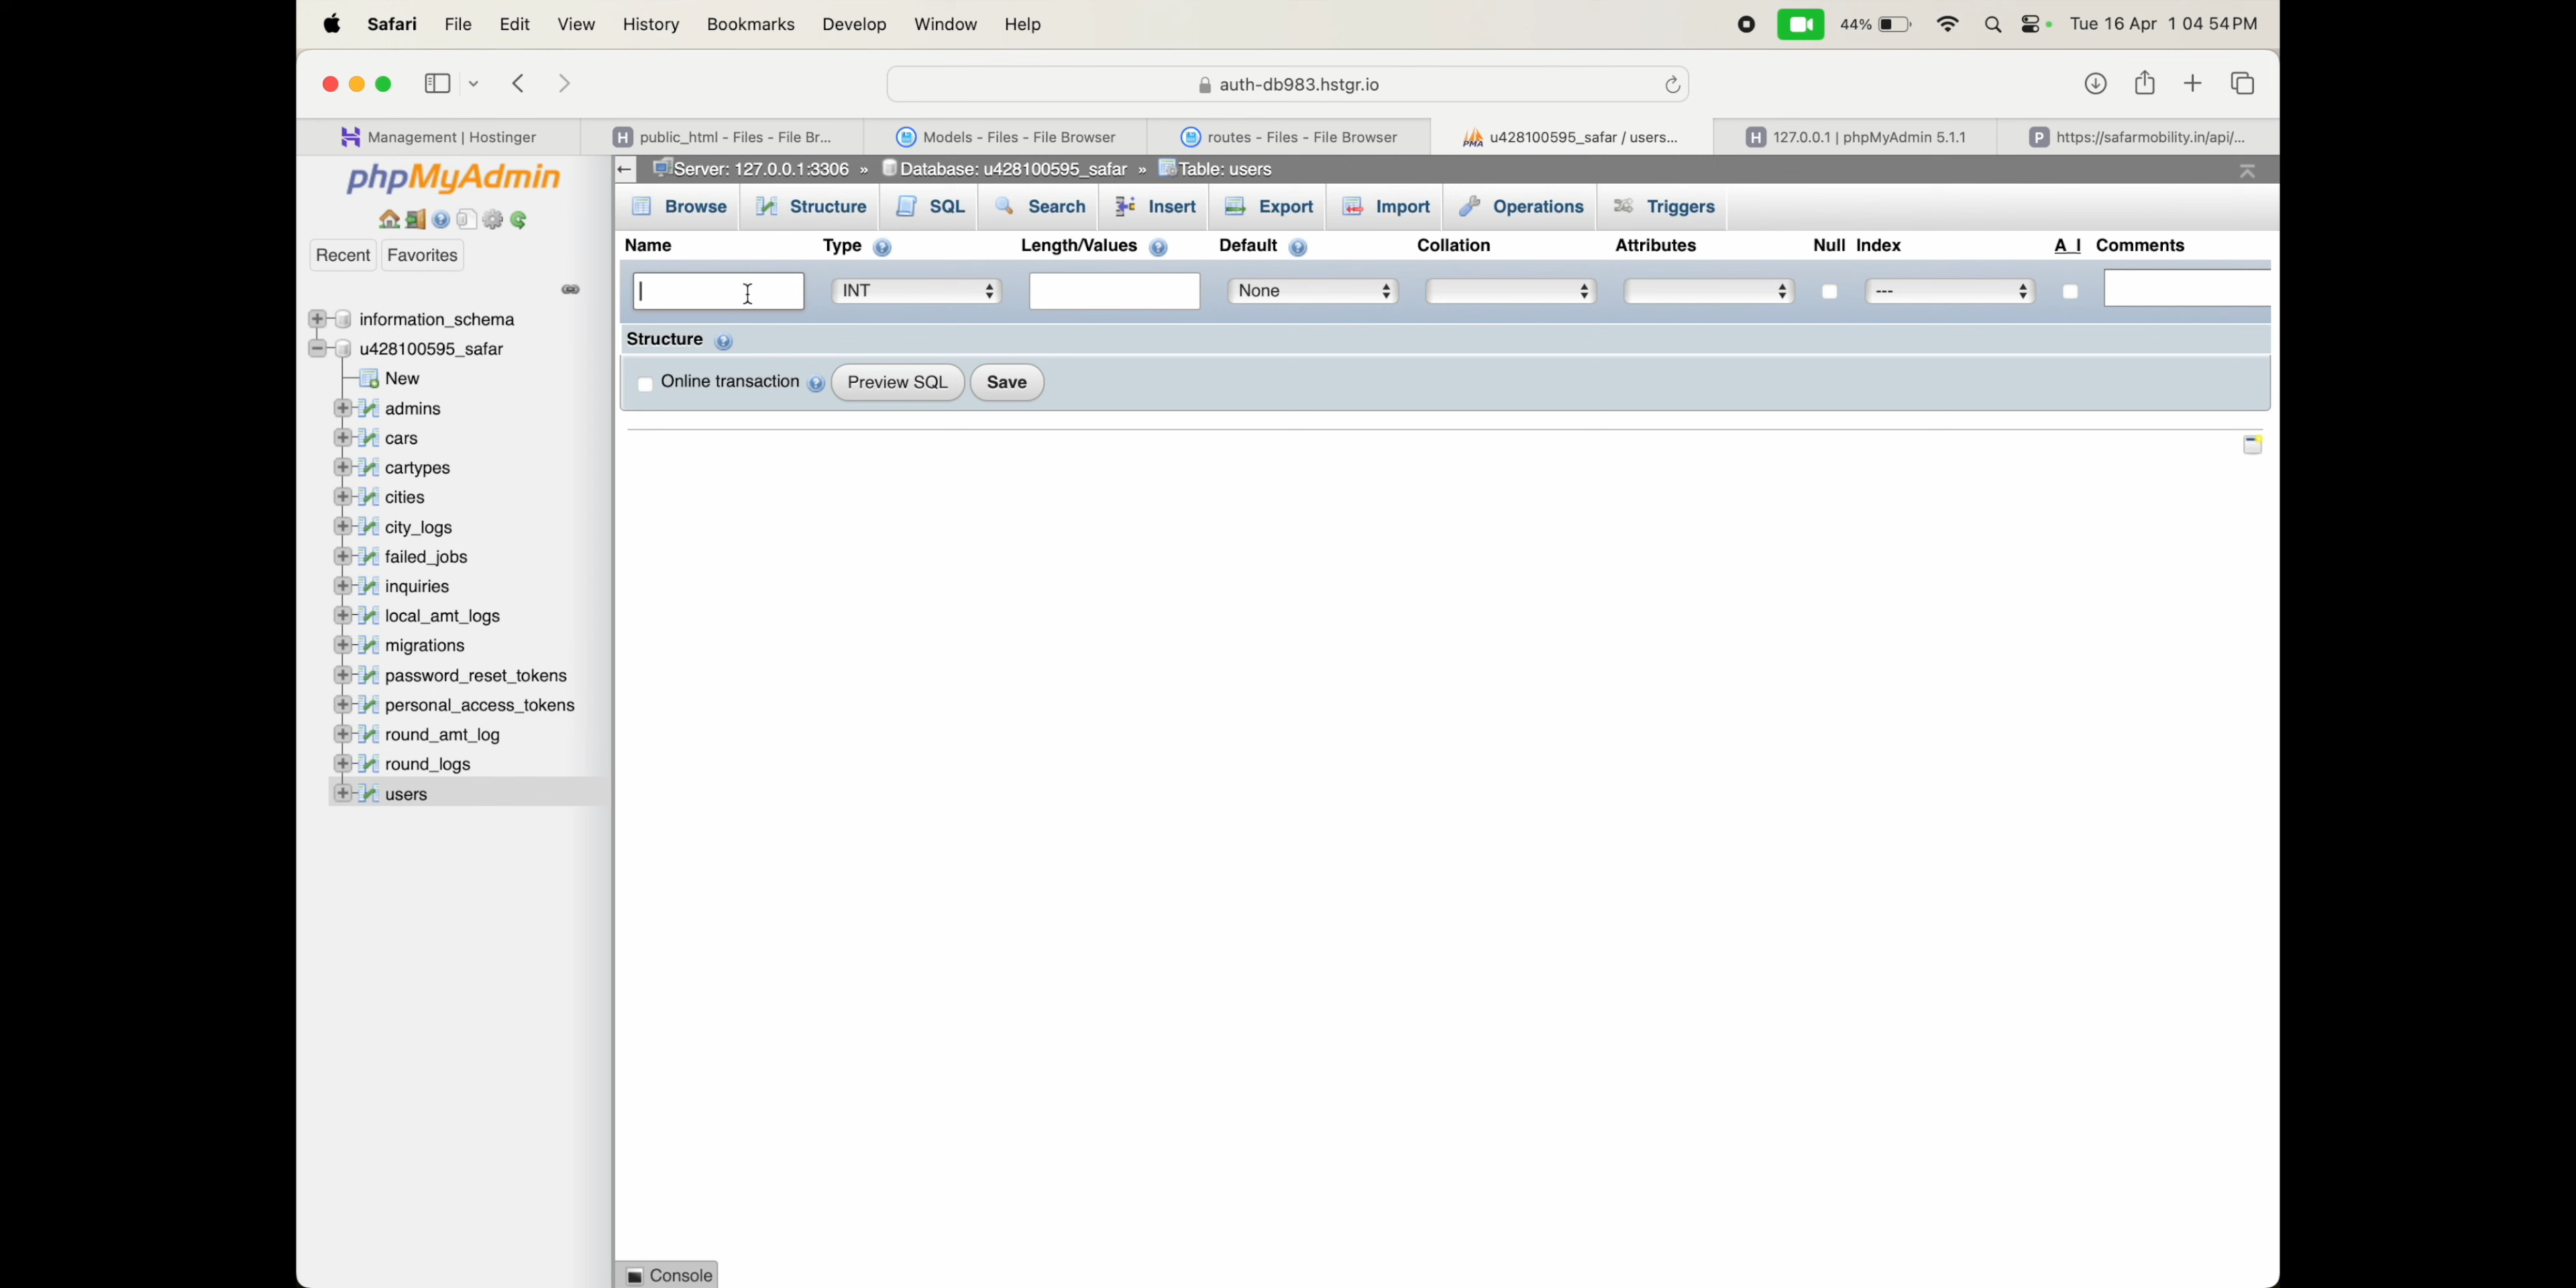 Safari File Edit View History Bookmarks Develop Window Help 44% Tue 16 Apr 1 04 54 PM
auth-db983.hstgr.io
Management | Hostinger public_html - Files - File Br... Models - Files - File Browser routes - Files - File Browser u428100595_safar / users... 127.0.0.1 | phpMyAdmin 5.1.1 https://safarmobility.in/api/...
phpMyAdmin
Recent Favorites
information_schema
u428100595_safar
New
admins
cars
cartypes
cities
city_logs
failed_jobs
inquiries
local_amt_logs
migrations
password_reset_tokens
personal_access_tokens
round_amt_log
round_logs
users
Server: 127.0.0.1:3306 » Database: u428100595_safar » Table: users
Browse Structure SQL Search Insert Export Import Operations Triggers
Name Type Length/Values Default Collation Attributes Null Index A_I Comments
INT None ---
Structure
Online transaction Preview SQL Save
Console